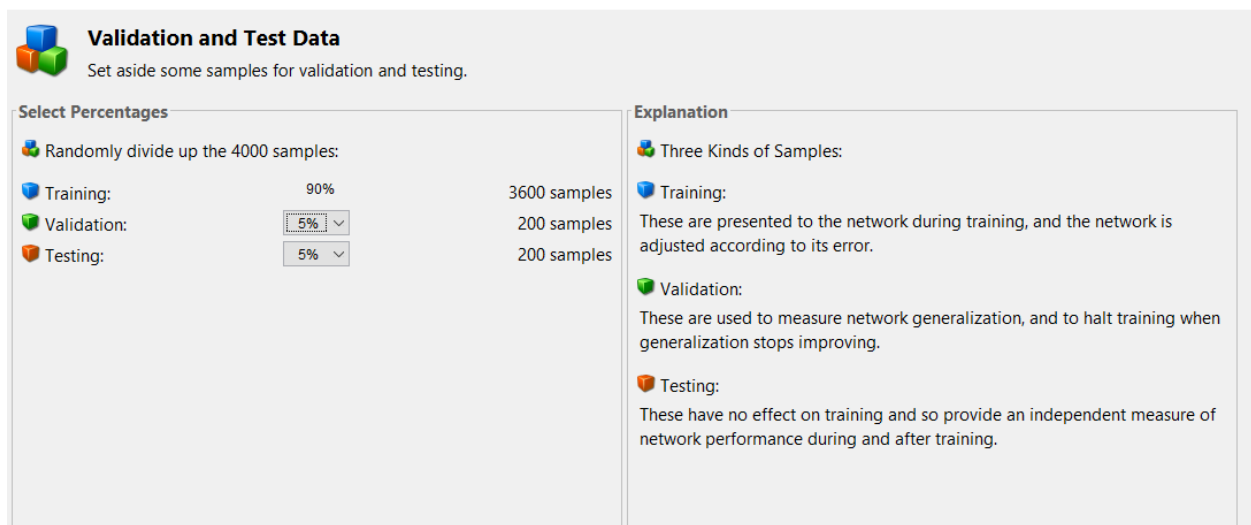 Validation and Test Data
Set aside some samples for validation and testing.
Select Percentages
Randomly divide up the 4000 samples:
Training: 90% 3600 samples
Validation: 5% 200 samples
Testing: 5% 200 samples
Explanation
Three Kinds of Samples:
Training:
These are presented to the network during training, and the network is
adjusted according to its error.
Validation:
These are used to measure network generalization, and to halt training when
generalization stops improving.
Testing:
These have no effect on training and so provide an independent measure of
network performance during and after training.